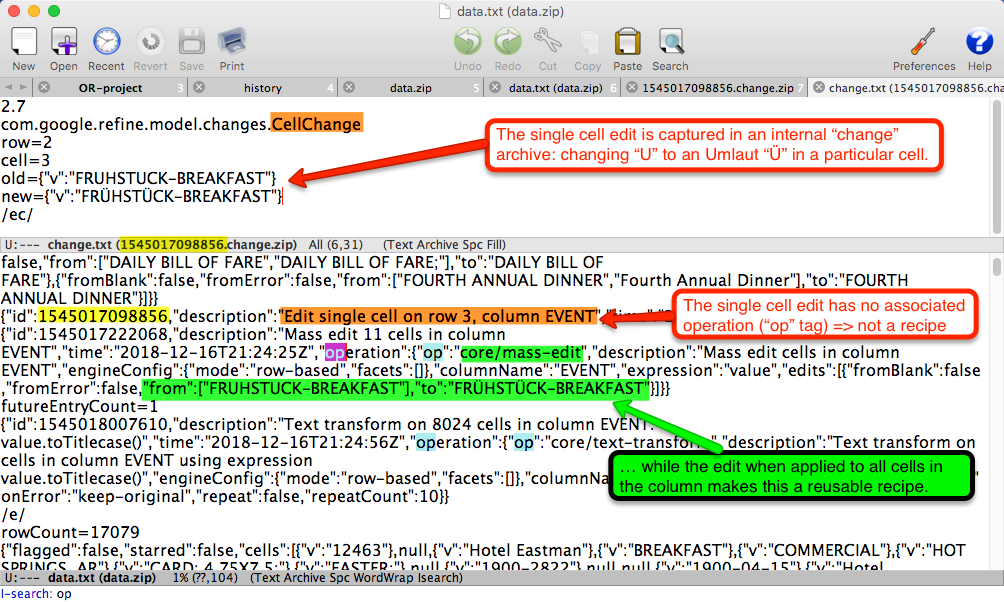 data.txt (data.zip)
New Open Recent Revert Save Print Undo Redo Cut Copy Paste Search Preferences Help
OR-project 3 history 4 data.zip 5 data.txt (data.zip) 6 1545017098856.change.zip 7 change.txt (1545017098856.cha
2.7
com.google.refine.model.changes.CellChange
row=2
cell=3
old={"v":"FRUHSTUCK-BREAKFAST"}
new={"v":"FRÜHSTÜCK-BREAKFAST"}
/ec/
The single cell edit is captured in an internal “change”
archive: changing “U” to an Umlaut “Ü” in a particular cell.
U:--- change.txt (1545017098856.change.zip) All (6,31) (Text Archive Spc Fill)
false,"from":["DAILY BILL OF FARE","DAILY BILL OF FARE;"],"to":"DAILY BILL OF
FARE"},{"fromBlank":false,"fromError":false,"from":["FOURTH ANNUAL DINNER","Fourth Annual Dinner"],"to":"FOURTH
ANNUAL DINNER"}]}}
{"id":1545017098856,"description":"Edit single cell on row 3, column EVENT"
The single cell edit has no associated
operation (“op” tag) => not a recipe
{"id":1545017222068,"description":"Mass edit 11 cells in column
EVENT","time":"2018-12-16T21:24:25Z","operation":{"op":"core/mass-edit","description":"Mass edit cells in column
EVENT","engineConfig":{"mode":"row-based","facets":[]},"columnName":"EVENT","expression":"value","edits":[{"fromBlank":false
,"fromError":false,"from":["FRUHSTUCK-BREAKFAST"],"to":"FRÜHSTÜCK-BREAKFAST"}]}}
futureEntryCount=1
{"id":1545018007610,"description":"Text transform on 8024 cells in column EVENT:
value.toTitlecase()","time":"2018-12-16T21:24:56Z","operation":{"op":"core/text-transform","description":"Text transform on
cells in column EVENT using expression
value.toTitlecase()","engineConfig":{"mode":"row-based","facets":[]},"columnN
onError":"keep-original","repeat":false,"repeatCount":10}}
… while the edit when applied to all cells in
the column makes this a reusable recipe.
/e/
rowCount=17079
{"flagged":false,"starred":false,"cells":[{"v":"12463"},null,{"v":"Hotel Eastman"},{"v":"BREAKFAST"},{"v":"COMMERCIAL"},{"v":"HOT
SPRINGS, AR"},{"v":"CARD; 4.75X7.5;"},{"v":"EASTER;"},null,{"v":"1900-2822"},null,null,{"v":"1900-04-15"},{"v":"Hotel
U:--- data.txt (data.zip) 1% (??,104) (Text Archive Spc WordWrap Isearch)
I-search: op